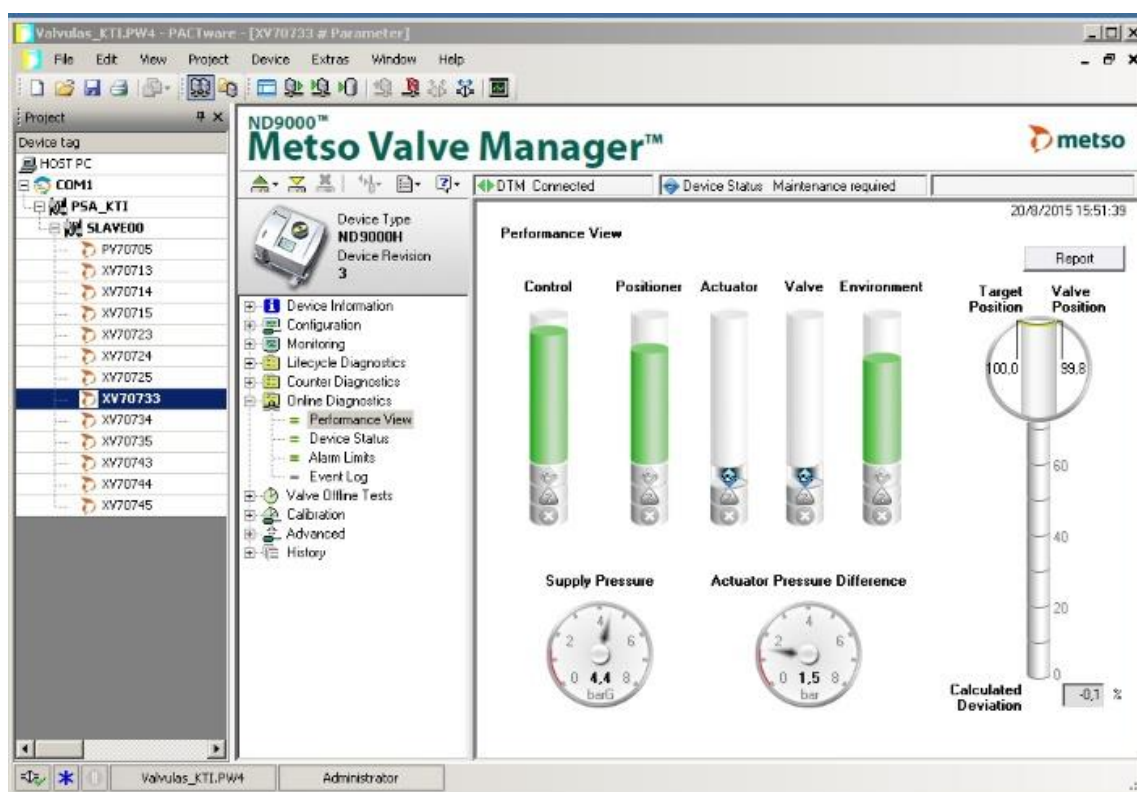 Valvulas_KTI.PW4 - PACTware - [XV70733 # Parameter]
File Edit View Project Device Extras Window Help
Project
Device tag
HOST PC
COM1
PSA_KTI
SLAVE00
PV70705
XV70713
XV70714
XV70715
XV70723
XV70724
XV70725
XV70733
XV70734
XV70735
XV70743
XV70744
XV70745
ND9000™
Metso Valve Manager™
metso
DTM Connected
Device Status Maintenance required
Device Type
ND9000H
Device Revision
3
Device Information
Configuration
Monitoring
Lifecycle Diagnostics
Counter Diagnostics
Online Diagnostics
Performance View
Device Status
Alarm Limits
Event Log
Valve Offline Tests
Calibration
Advanced
History
20/8/2015 15:51:39
Performance View
Report
Control Positioner Actuator Valve Environment
Target Position
Valve Position
100,0 99,8
60
40
20
0
Supply Pressure
0 2 4 6 8
4,4
barG
Actuator Pressure Difference
0 2 4 6 8
1,5
bar
Calculated Deviation
-0,1 %
Valvulas_KTI.PW4 Administrator